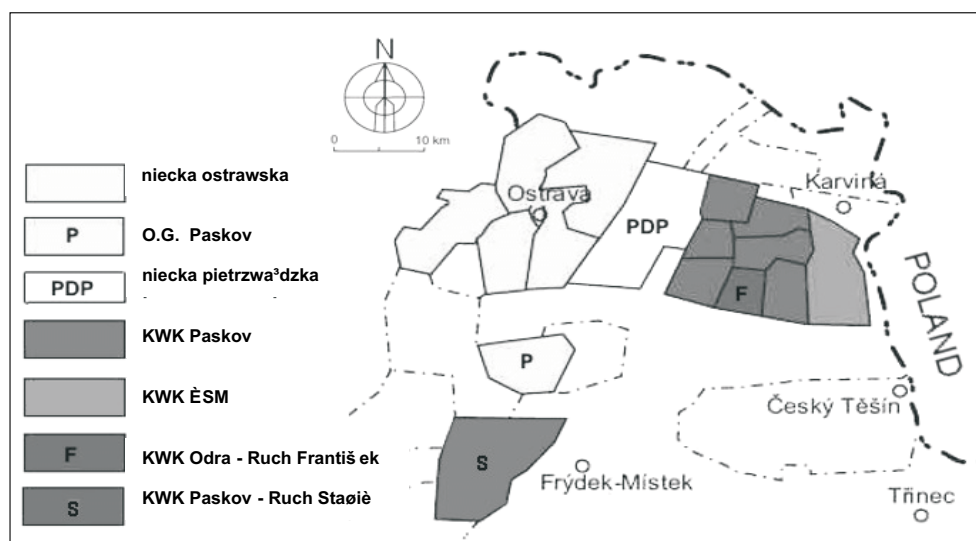 N
0 10 km
niecka ostrawska
P O.G. Paskov
PDP niecka pietrzwa³dzka
KWK Paskov
KWK ÈSM
F KWK Odra - Ruch Františ ek
S KWK Paskov - Ruch Staøiè
Ostrava
Karviná
PDP
F
POLAND
P
Český Těšín
S
Frýdek-Místek
Třinec